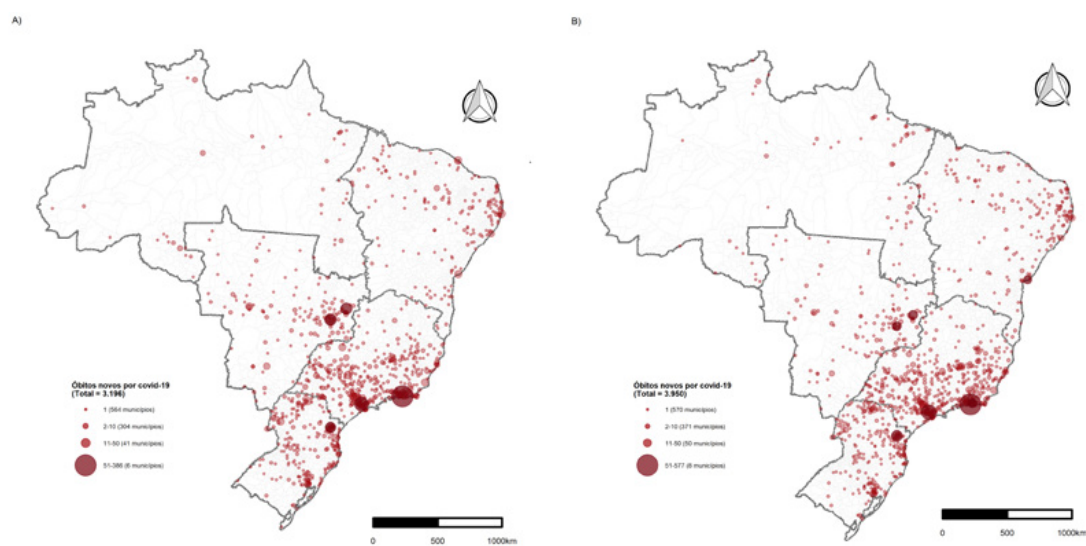 A)
Óbitos novos por covid-19
(Total = 3.196)
1 (564 municípios)
2-10 (304 municípios)
11-50 (41 municípios)
51-386 (6 municípios)
0 500 1000km
B)
Óbitos novos por covid-19
(Total = 3.950)
1 (570 municípios)
2-10 (371 municípios)
11-50 (50 municípios)
51-577 (8 municípios)
0 500 1000km